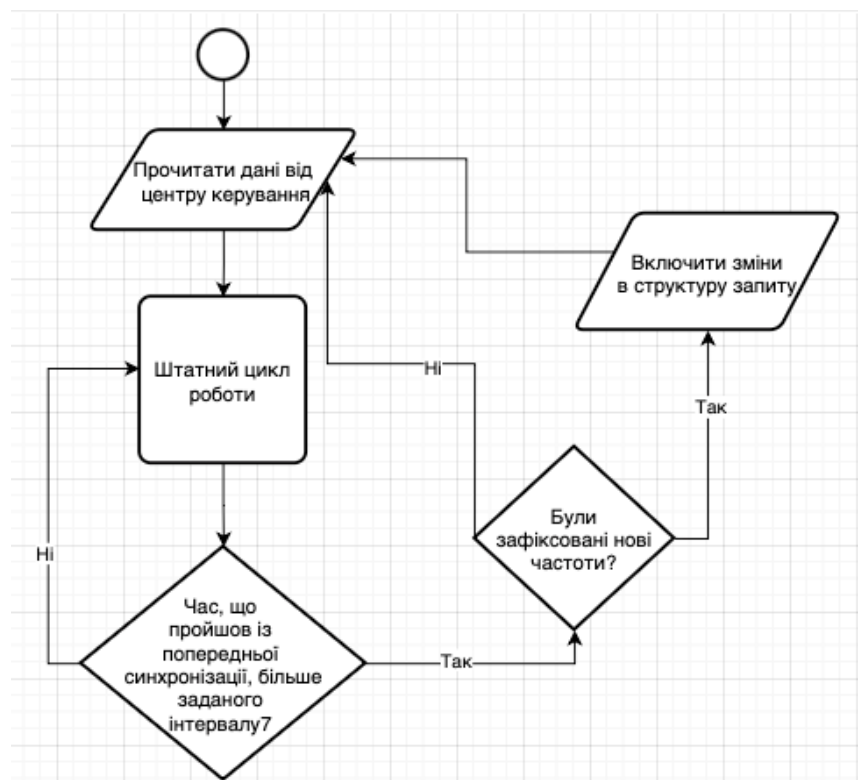 Прочитати дані від
центру керування
Включити зміни
в структуру запиту
Штатний цикл
роботи
Ні
Так
Були
зафіксовані нові
частоти?
Ні
Час, що
пройшов із
попередньої
синхронізації, більше
заданого
інтервалу?
Так